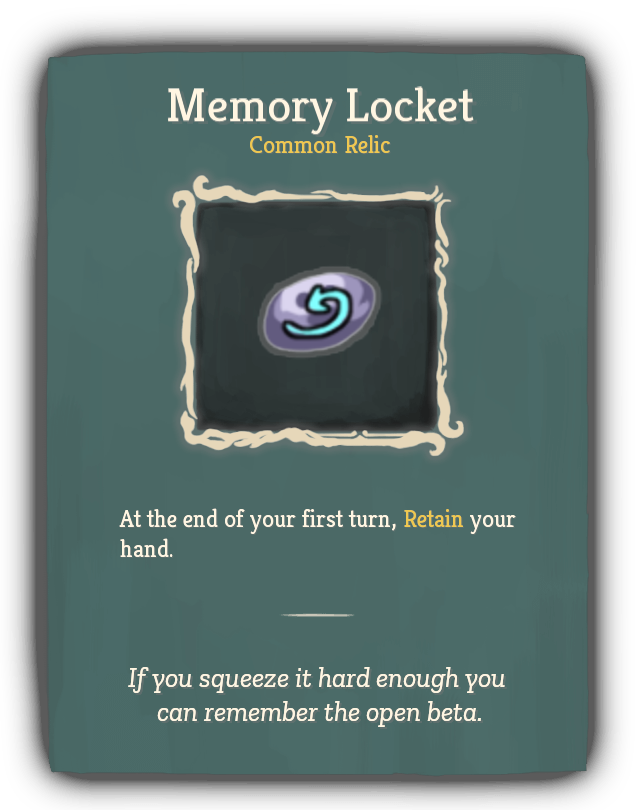 Memory Locket
Common Relic
At the end of your first turn, Retain your
hand.
If you squeeze it hard enough you
can remember the open beta.